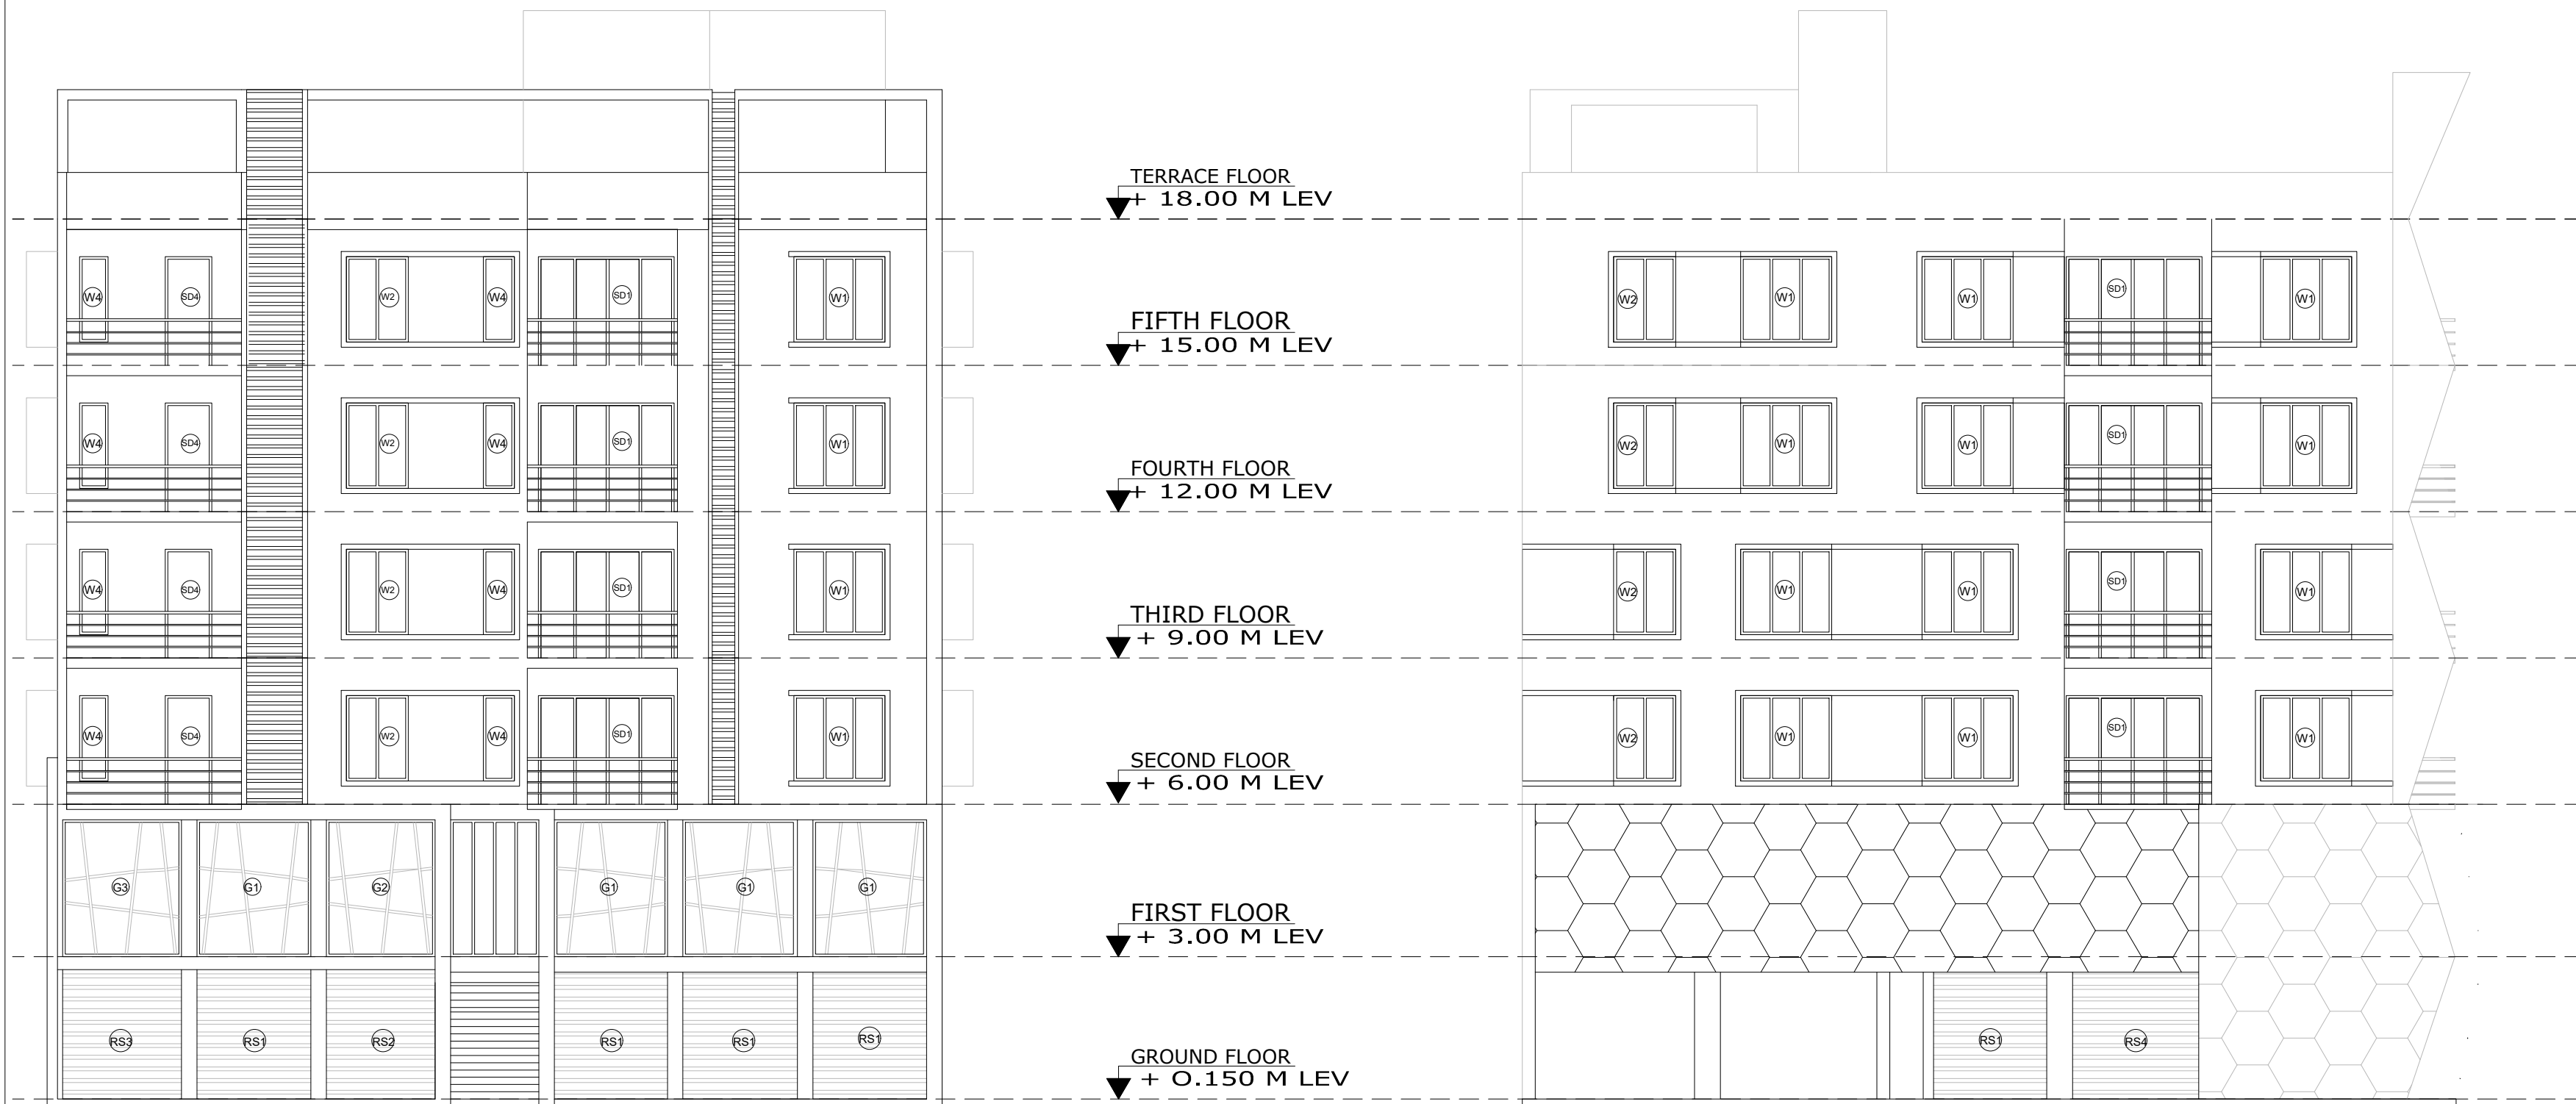 TERRACE FLOOR
+ 18.00 M LEV
W4 SD4 W2 W4 SD1 W1
W2 W1 W1 SD1 W1
FIFTH FLOOR
+ 15.00 M LEV
W4 SD4 W2 W4 SD1 W1
W2 W1 W1 SD1 W1
FOURTH FLOOR
+ 12.00 M LEV
W4 SD4 W2 W4 SD1 W1
W2 W1 W1 SD1 W1
THIRD FLOOR
+ 9.00 M LEV
W4 SD4 W2 W4 SD1 W1
W2 W1 W1 SD1 W1
SECOND FLOOR
+ 6.00 M LEV
G3 G1 G2 G1 G1 G1
FIRST FLOOR
+ 3.00 M LEV
RS3 RS1 RS2 RS1 RS1 RS1
RS1 RS4
GROUND FLOOR
+ O.150 M LEV